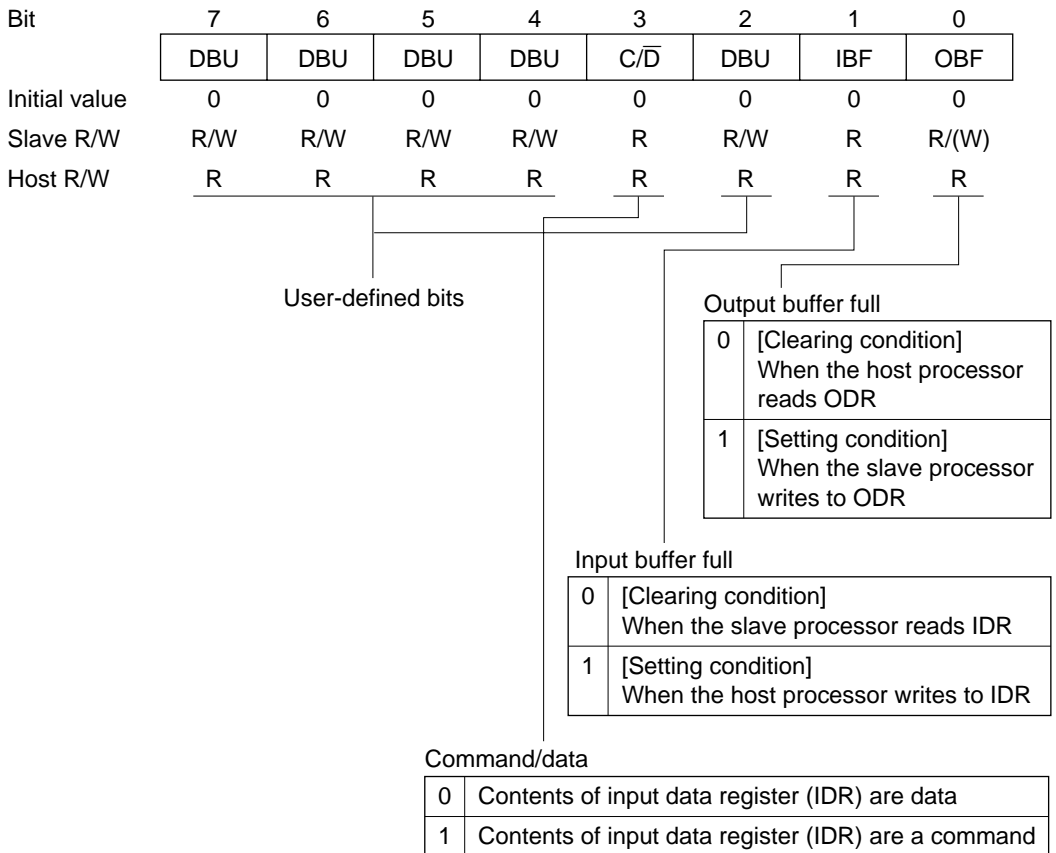 Bit 7 6 5 4 3 2 1 0
DBU DBU DBU DBU C/D̅ DBU IBF OBF
Initial value 0 0 0 0 0 0 0 0
Slave R/W R/W R/W R/W R/W R R/W R R/(W)
Host R/W R R R R R R R R
User-defined bits
Output buffer full
0 [Clearing condition]
When the host processor
reads ODR
1 [Setting condition]
When the slave processor
writes to ODR
Input buffer full
0 [Clearing condition]
When the slave processor reads IDR
1 [Setting condition]
When the host processor writes to IDR
Command/data
0 Contents of input data register (IDR) are data
1 Contents of input data register (IDR) are a command